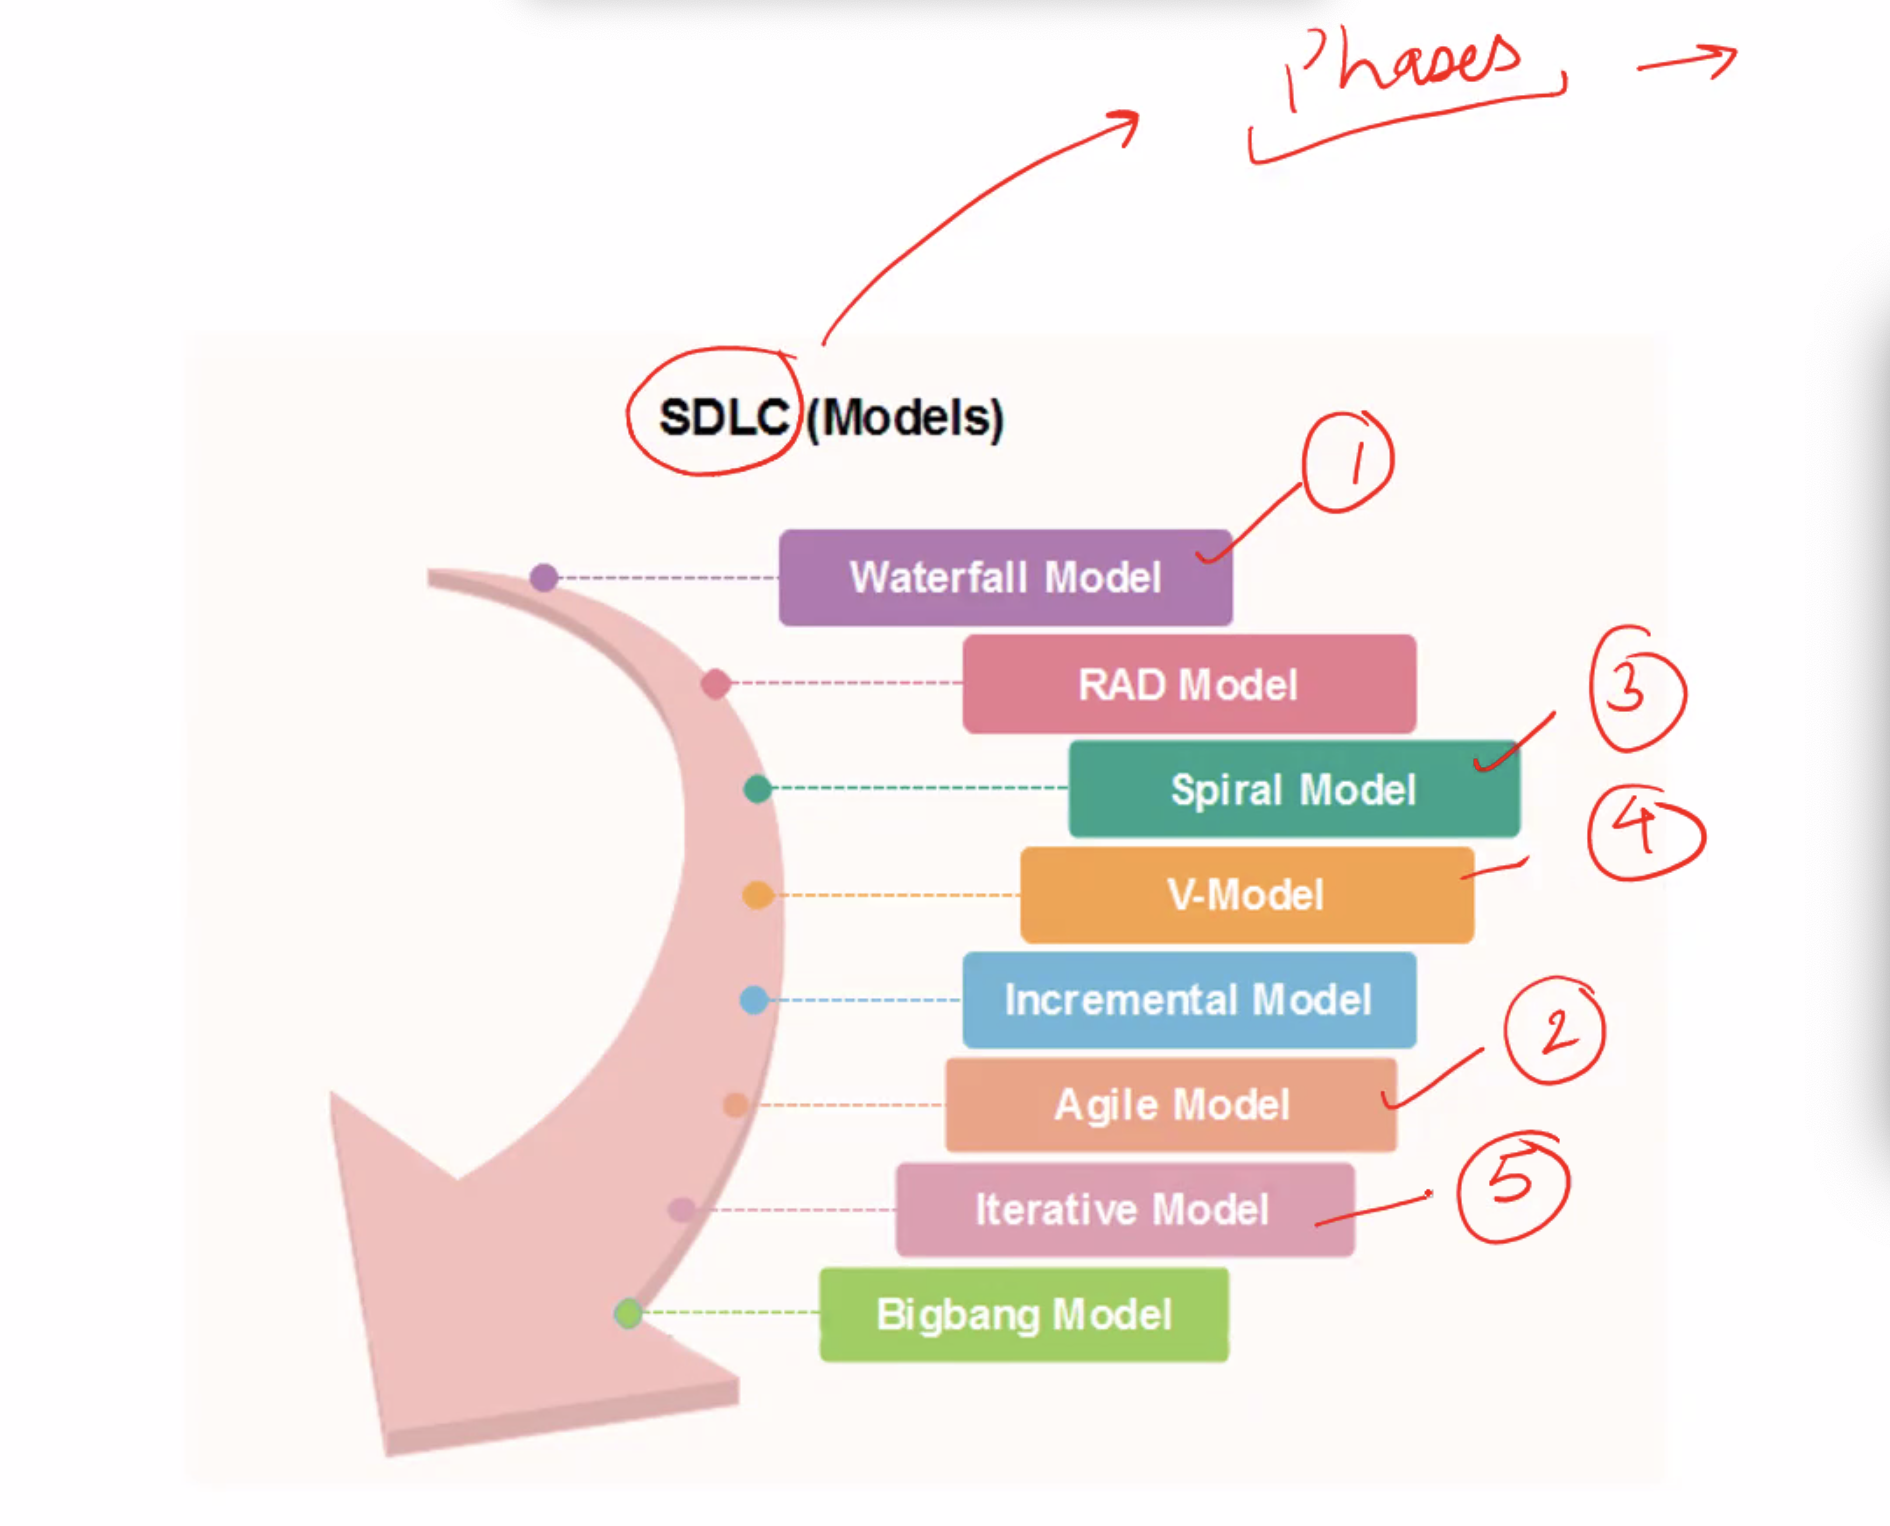 Phases →
SDLC (Models)
1
Waterfall Model
RAD Model
3
Spiral Model
4
V-Model
Incremental Model
2
Agile Model
5
Iterative Model
Bigbang Model